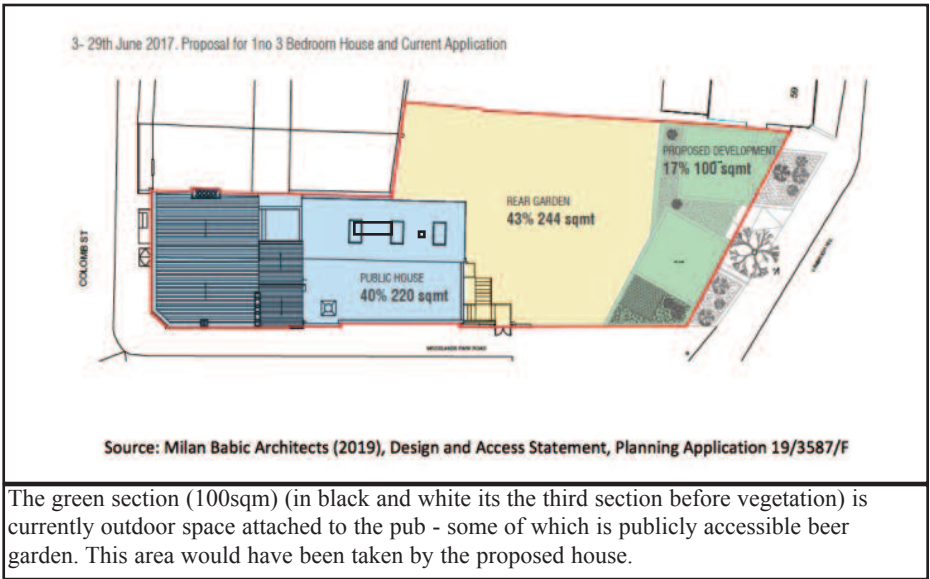 3- 29th June 2017. Proposal for 1no 3 Bedroom House and Current Application
59
PROPOSED DEVELOPMENT
17% 100 sqmt
REAR GARDEN
43% 244 sqmt
COLOMB ST
PUBLIC HOUSE
40% 220 sqmt
WOODLANDS PARK ROAD
Source: Milan Babic Architects (2019), Design and Access Statement, Planning Application 19/3587/F
The green section (100sqm) (in black and white its the third section before vegetation) is
currently outdoor space attached to the pub - some of which is publicly accessible beer
garden. This area would have been taken by the proposed house.